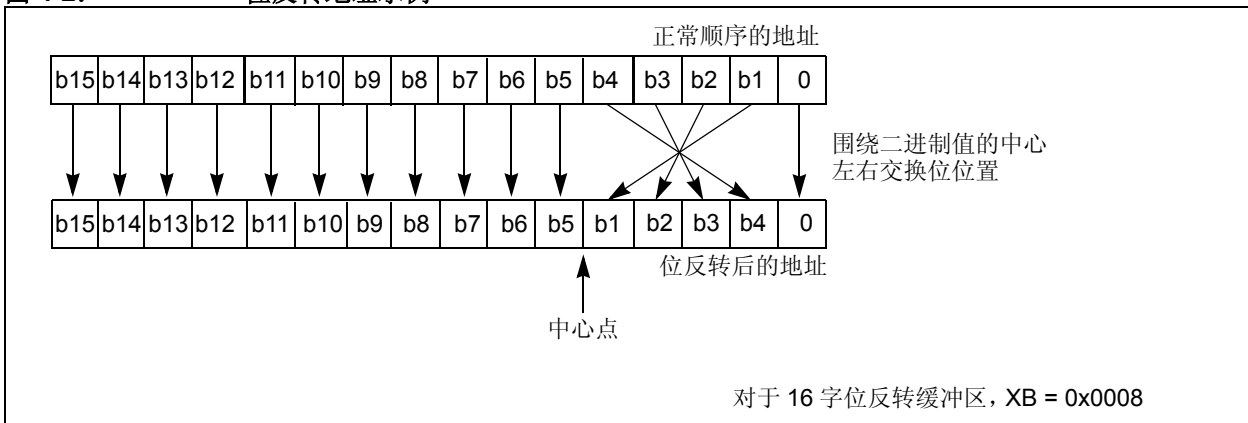 正常顺序的地址
b15 b14 b13 b12 b11 b10 b9 b8 b7 b6 b5 b4 b3 b2 b1 0
围绕二进制值的中心
左右交换位位置
b15 b14 b13 b12 b11 b10 b9 b8 b7 b6 b5 b1 b2 b3 b4 0
位反转后的地址
中心点
对于 16 字位反转缓冲区，XB = 0x0008